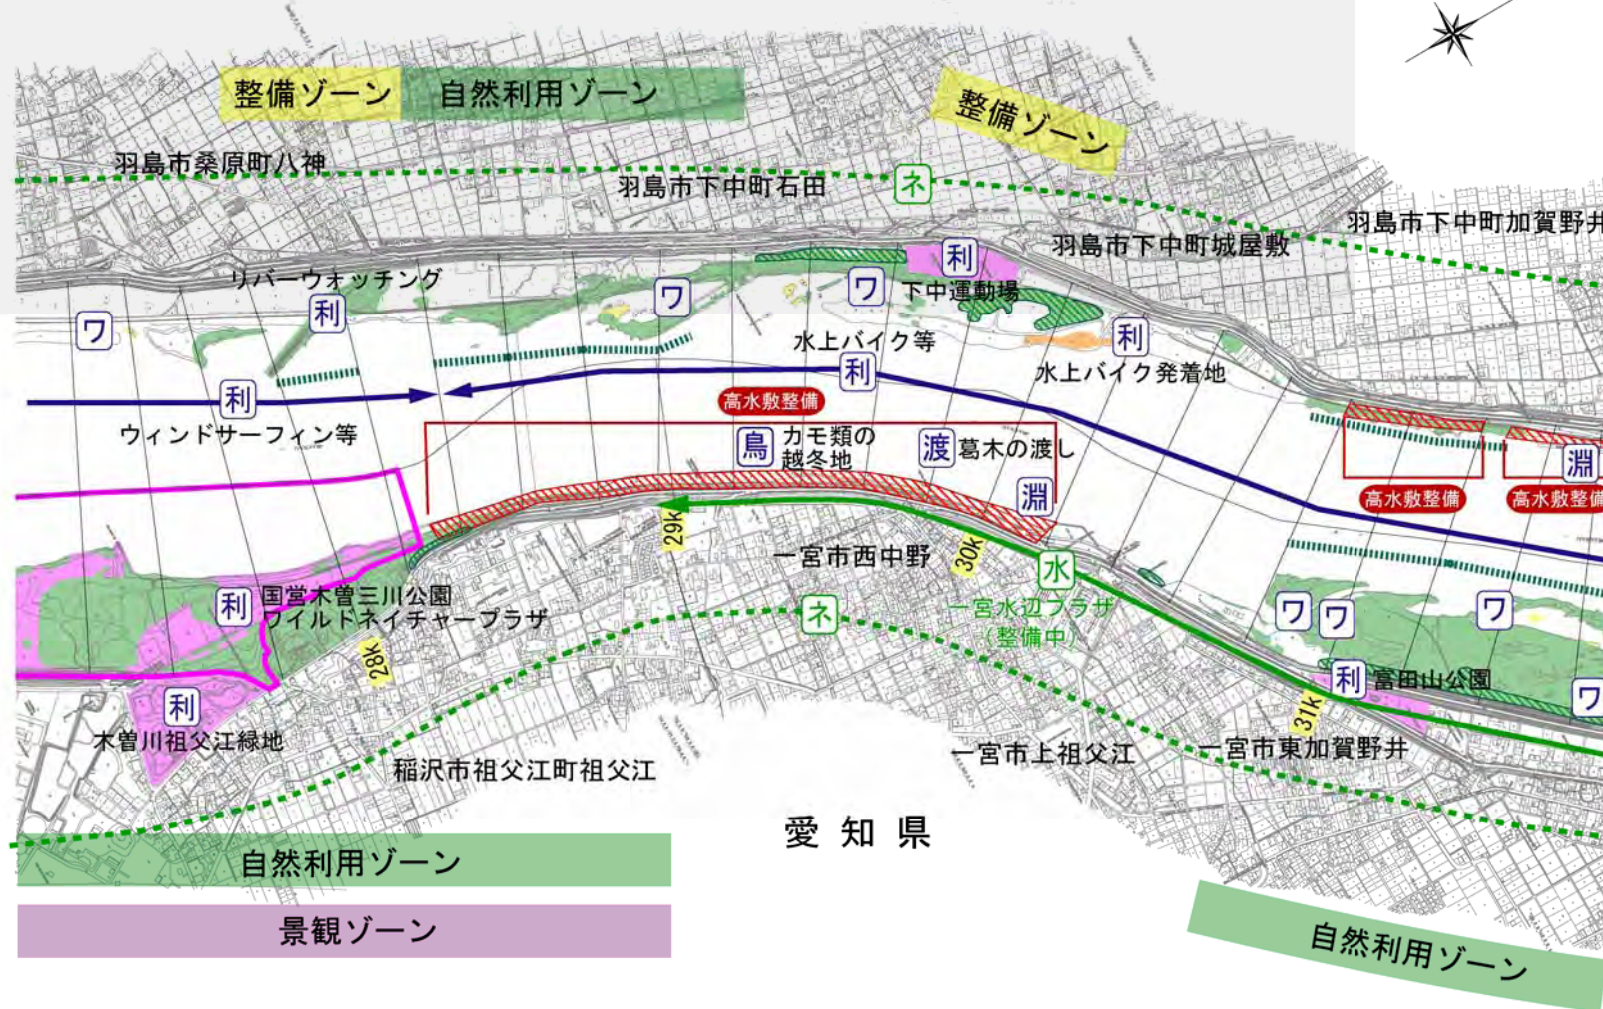 整備ゾーン
自然利用ゾーン
整備ゾーン
羽島市桑原町八神
羽島市下中町石田
ネ
羽島市下中町加賀野井
羽島市下中町城屋敷
リバーウォッチング
利
ワ
ワ
ワ
利
下中運動場
水上バイク等
利
利
水上バイク発着地
利
ウィンドサーフィン等
高水敷整備
鳥
カモ類の
越冬地
渡
葛木の渡し
淵
淵
高水敷整備
高水敷整備
29k
一宮市西中野
30k
水
一宮水辺プラザ
(整備中)
ネ
利
国営木曽三川公園
ワイルドネイチャープラザ
28k
ワ
ワ
ワ
利
冨田山公園
ワ
31k
利
木曽川祖父江緑地
稲沢市祖父江町祖父江
一宮市上祖父江
一宮市東加賀野井
愛知県
自然利用ゾーン
景観ゾーン
自然利用ゾーン